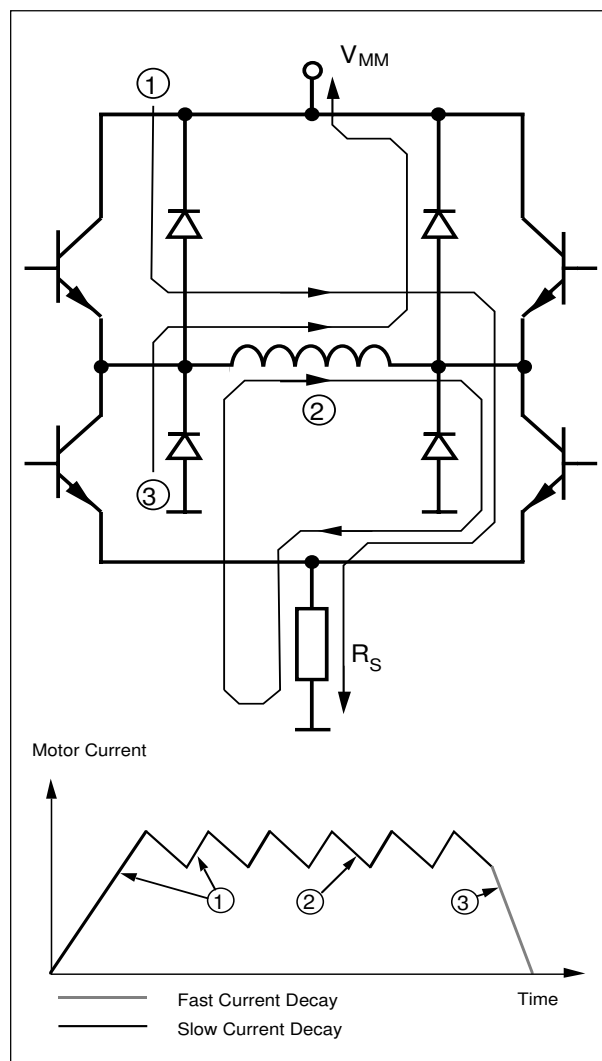 1
V_MM
2
3
R_S
Motor Current
1
2
3
Fast Current Decay
Time
Slow Current Decay